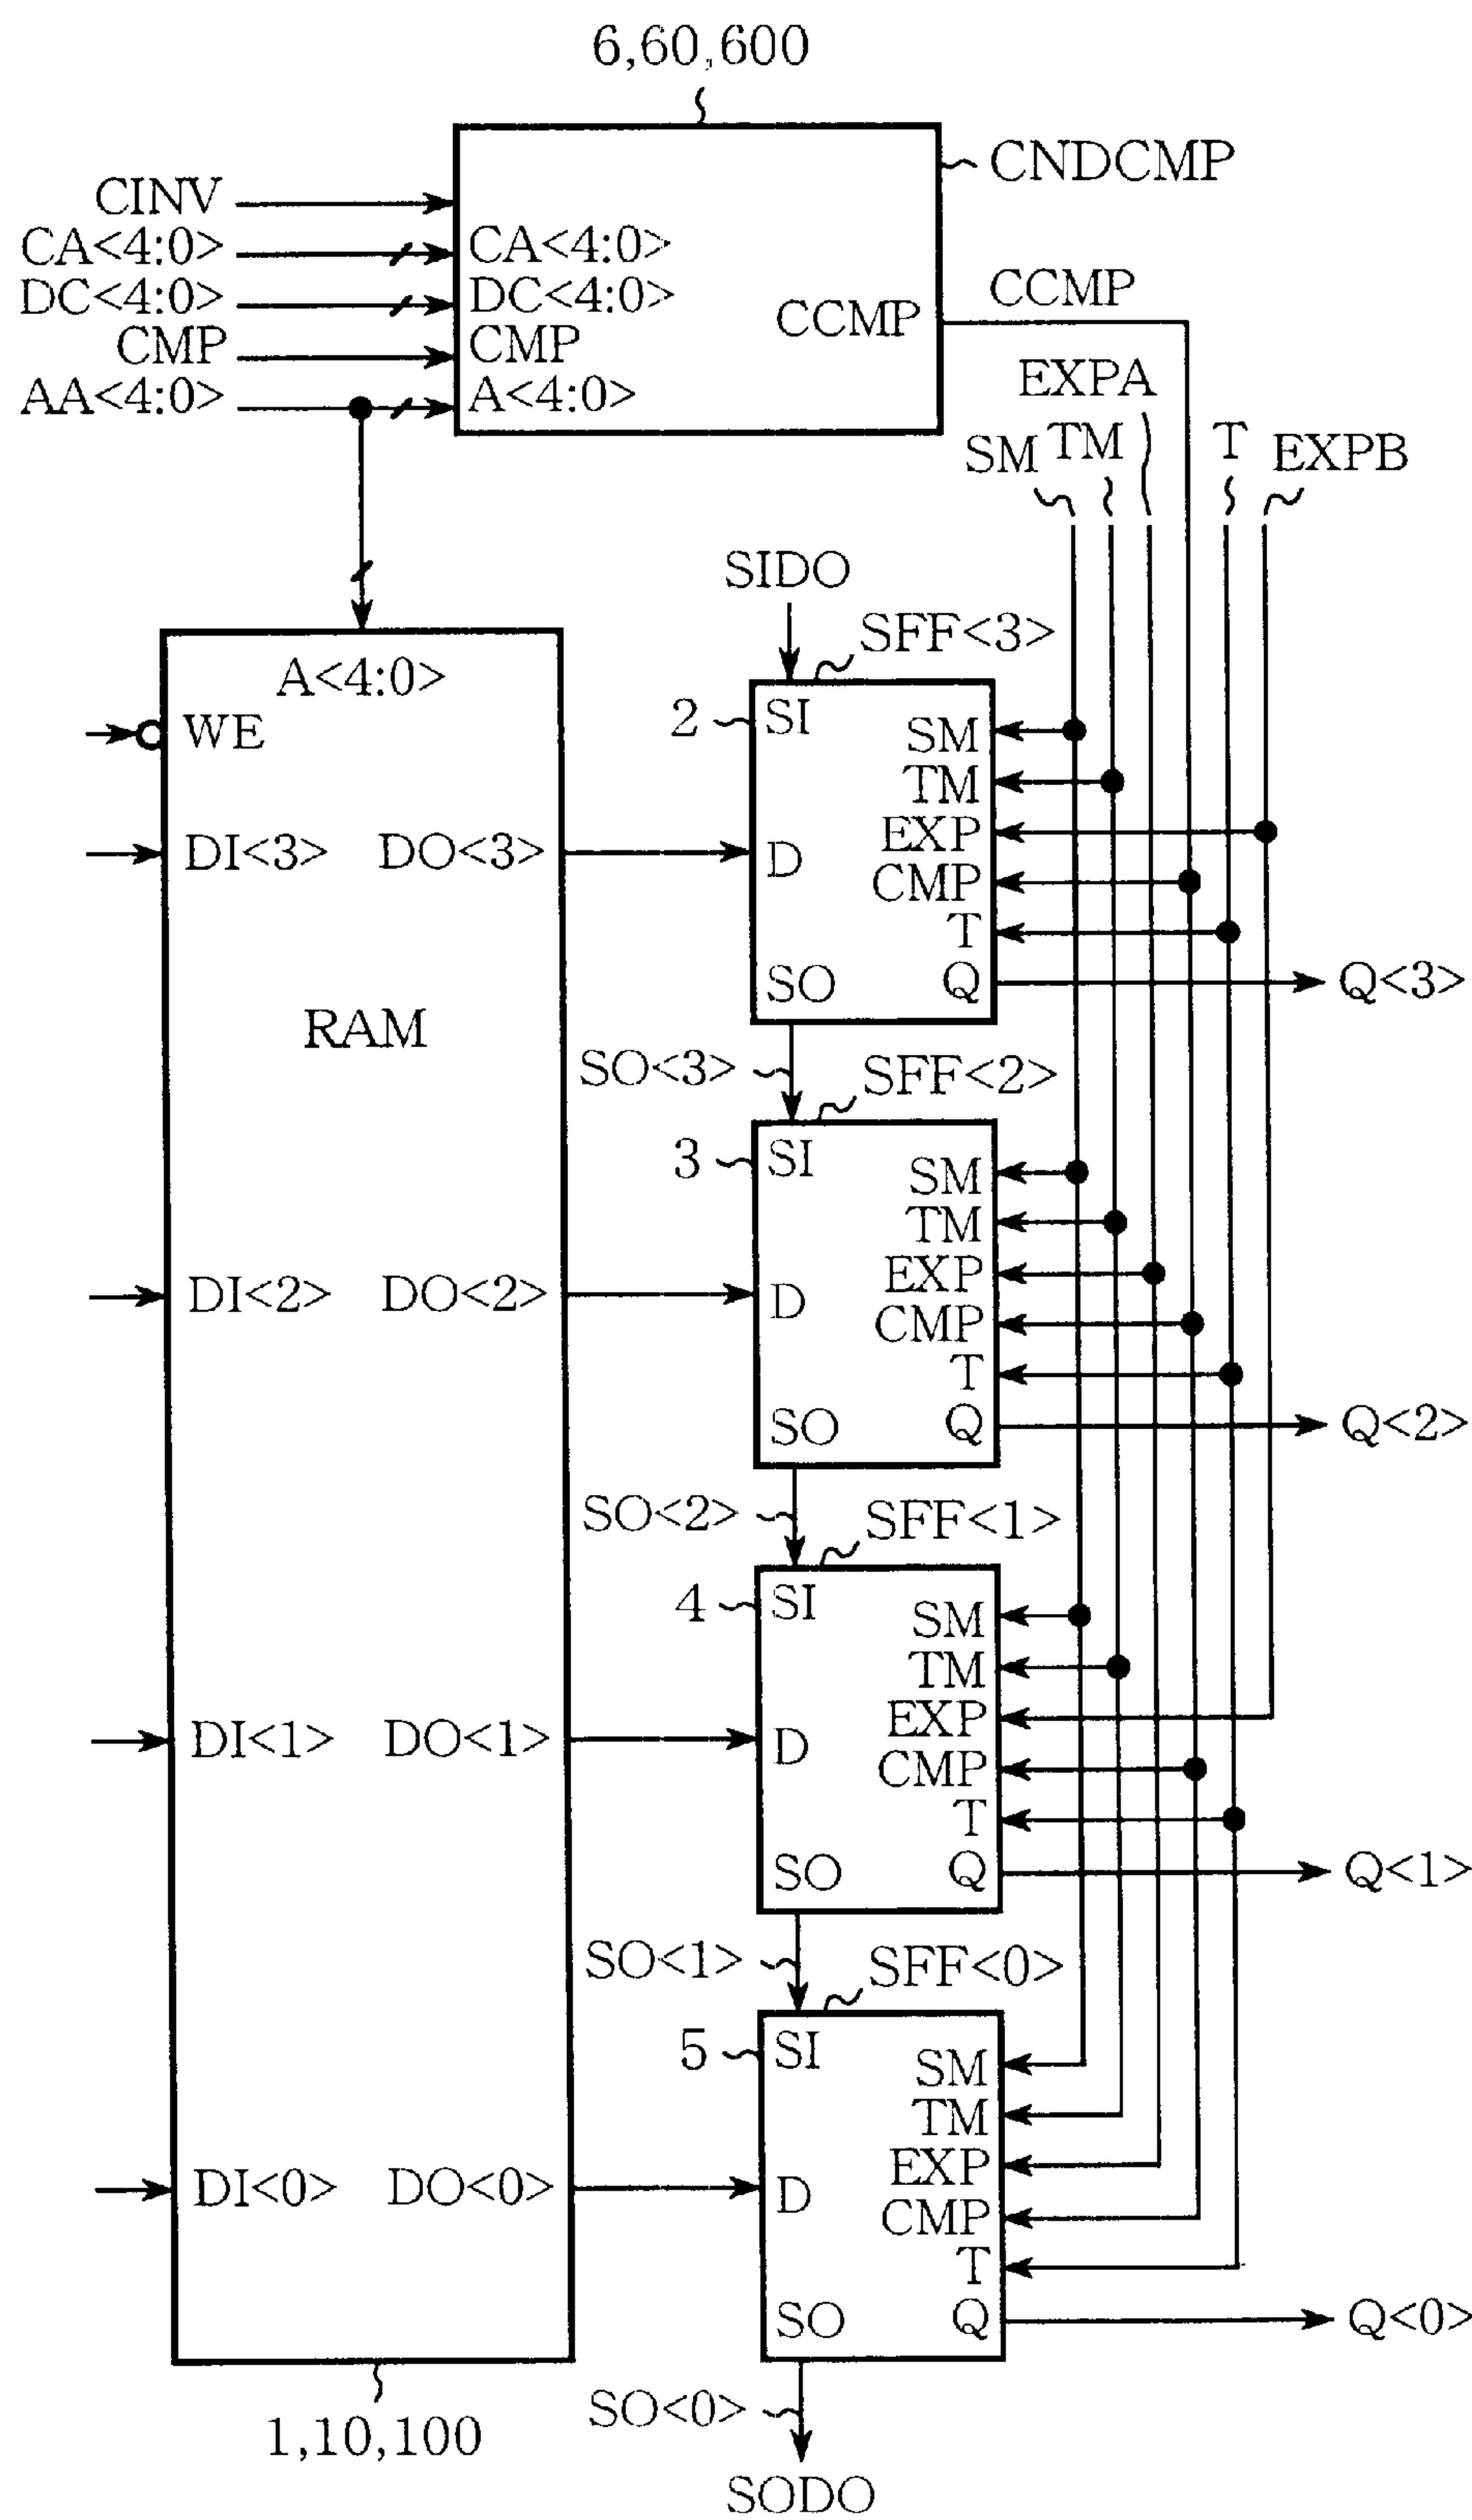 6,60,600
CNDCMP
CINV
CA<4:0>
DC<4:0>
CMP
AA<4:0>
CA<4:0>
DC<4:0>
CMP
A<4:0>
CCMP
CCMP
EXPA
SM TM
T
EXPB
SIDO
SFF<3>
A<4:0>
WE
DI<3>
DO<3>
RAM
2
SI
SM
TM
EXP
D
CMP
T
SO
Q
Q<3>
SO<3>
SFF<2>
3
SI
SM
TM
DI<2>
DO<2>
EXP
D
CMP
T
SO
Q
Q<2>
SO<2>
SFF<1>
4
SI
SM
TM
DI<1>
DO<1>
EXP
D
CMP
T
SO
Q
Q<1>
SO<1>
SFF<0>
5
SI
SM
TM
DI<0>
DO<0>
EXP
D
CMP
T
SO
Q
Q<0>
SO<0>
1,10,100
SODO